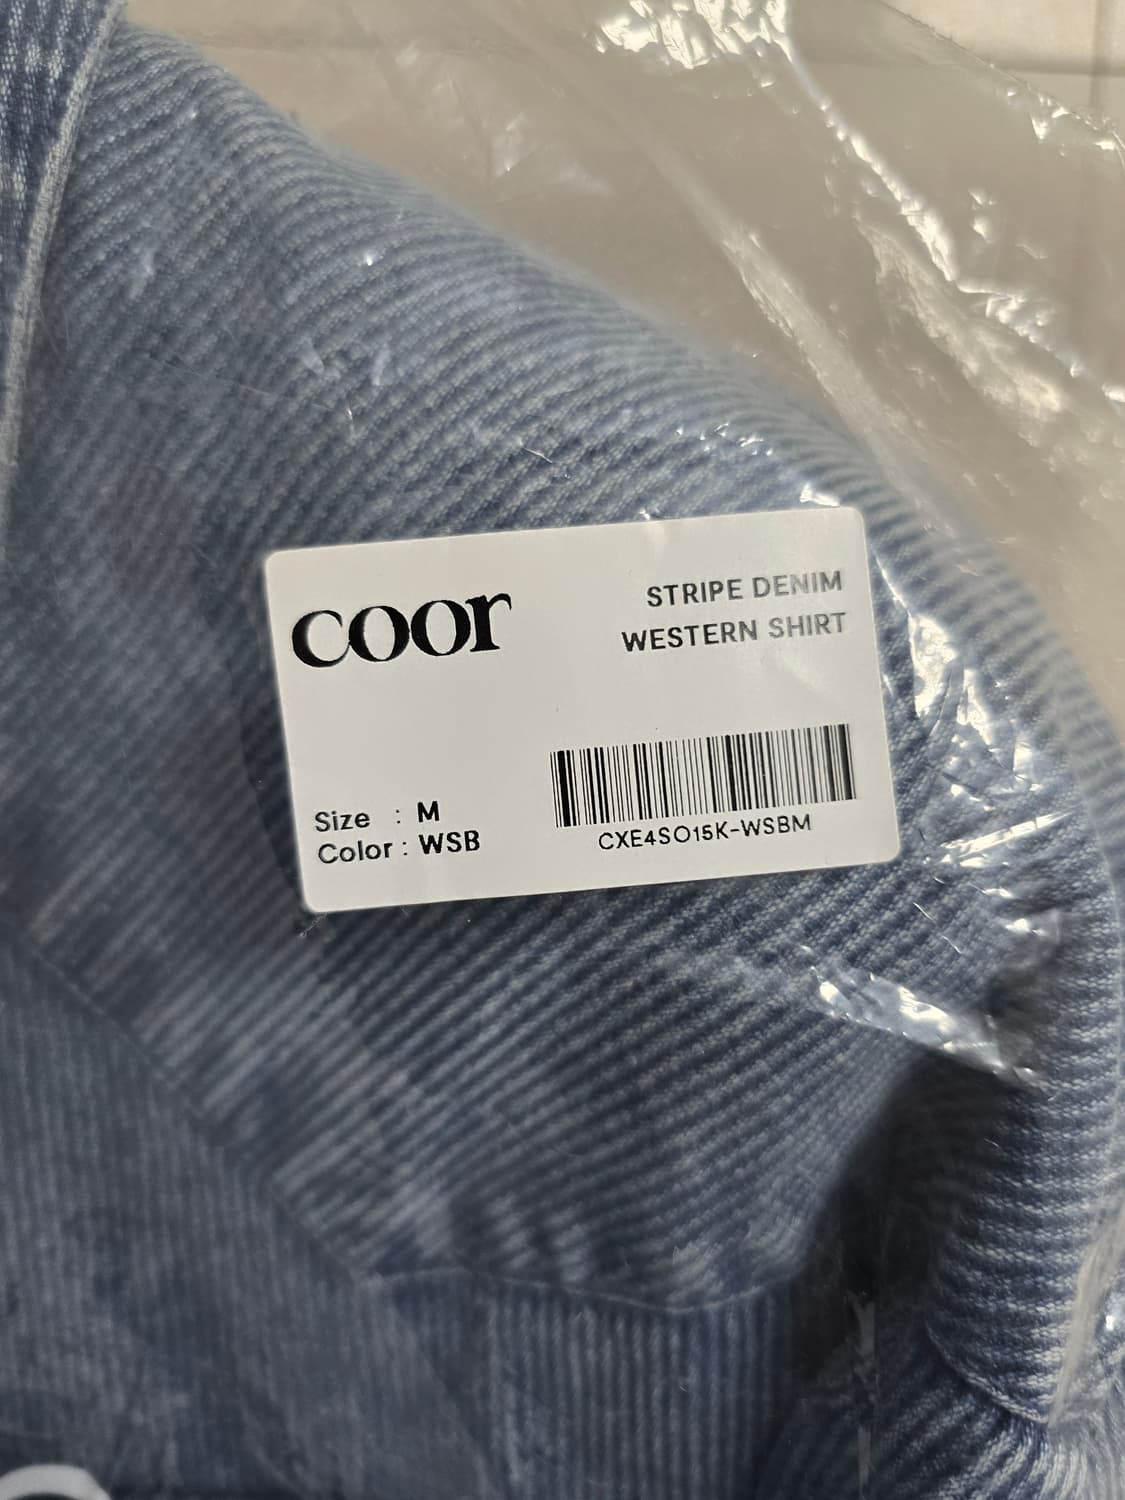 coor
STRIPE DENIM
WESTERN SHIRT
Size : M
Color : WSB
CXE4SO15K-WSBM